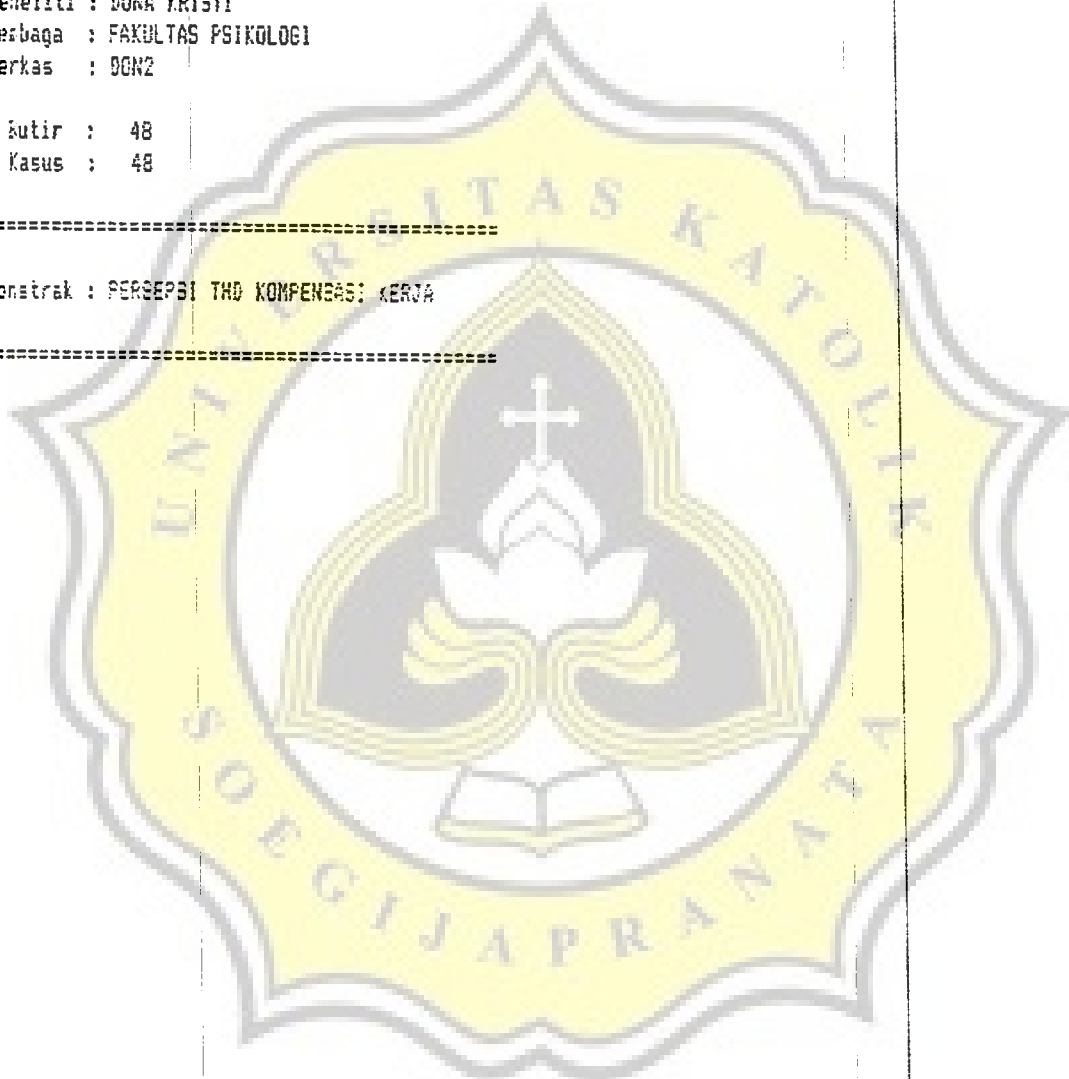 eneliti : DONA KRISTI
embaga : FAKULTAS PSIKOLOGI
erkas : DON2
Butir : 48
Kasus : 48
================================================
onstrak : PERSEPSI THD KOMPENSASI KERJA
================================================
UNIVERSITAS KATOLIK
SOEGIJAPRANATA